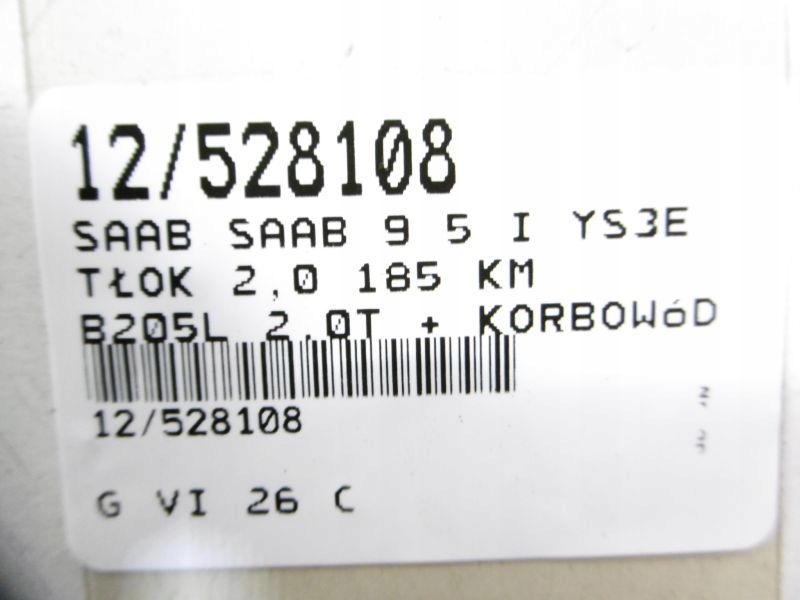 12/528108
SAAB SAAB 9 5 I YS3E
TŁOK 2,0 185 KM
B205L 2.0T + KORBOWóD
12/528108
G VI 26 C